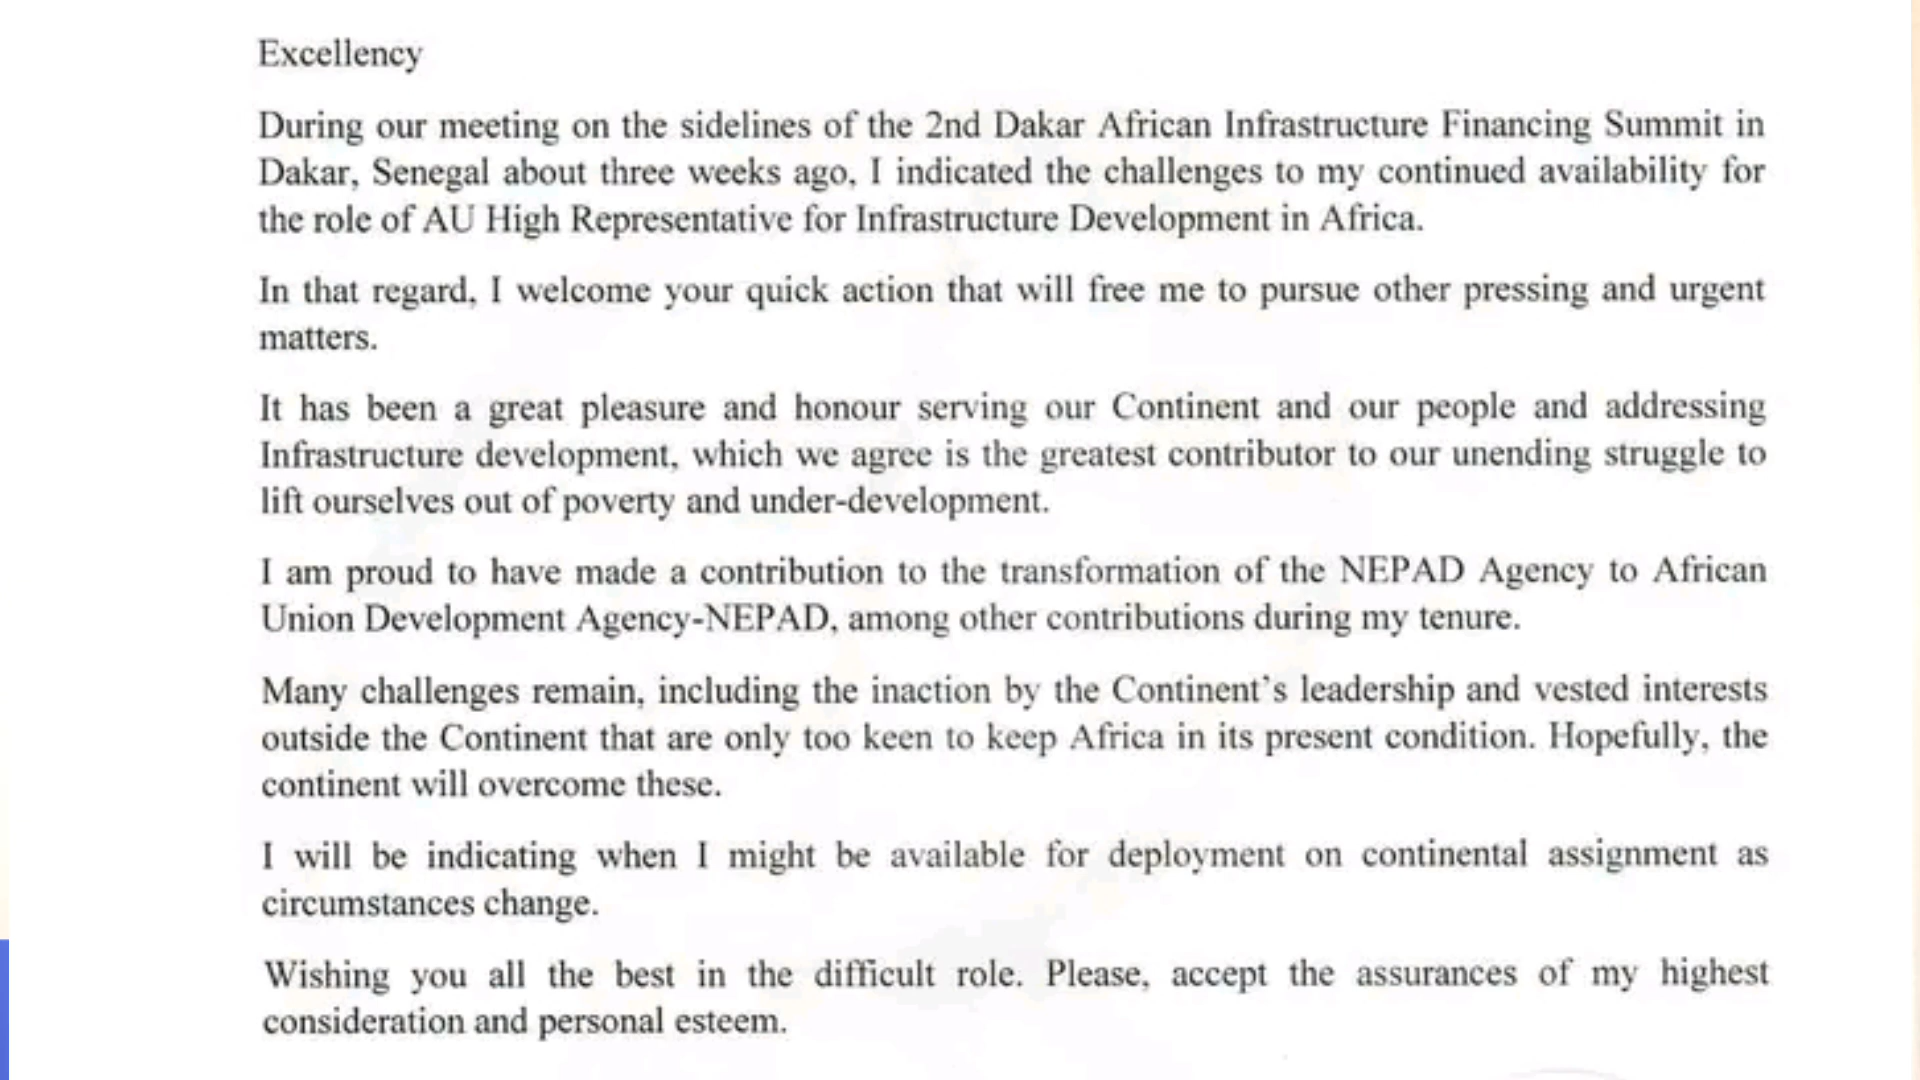 Excellency
During our meeting on the sidelines of the 2nd Dakar African Infrastructure Financing Summit in
Dakar, Senegal about three weeks ago, I indicated the challenges to my continued availability for
the role of AU High Representative for Infrastructure Development in Africa.
In that regard, I welcome your quick action that will free me to pursue other pressing and urgent
matters.
It has been a great pleasure and honour serving our Continent and our people and addressing
Infrastructure development, which we agree is the greatest contributor to our unending struggle to
lift ourselves out of poverty and under-development.
I am proud to have made a contribution to the transformation of the NEPAD Agency to African
Union Development Agency-NEPAD, among other contributions during my tenure.
Many challenges remain, including the inaction by the Continent's leadership and vested interests
outside the Continent that are only too keen to keep Africa in its present condition. Hopefully, the
continent will overcome these.
I will be indicating when I might be available for deployment on continental assignment as
circumstances change.
Wishing you all the best in the difficult role. Please, accept the assurances of my highest
consideration and personal esteem.